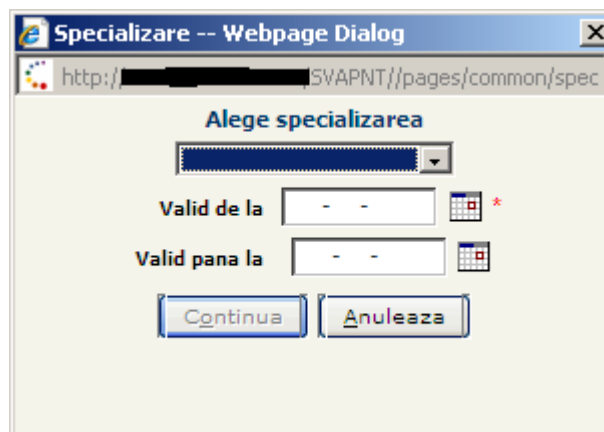 Specializare -- Webpage Dialog
http:/ /SVAPNT//pages/common/spec
Alege specializarea
Valid de la - - *
Valid pana la - -
Continua Anuleaza